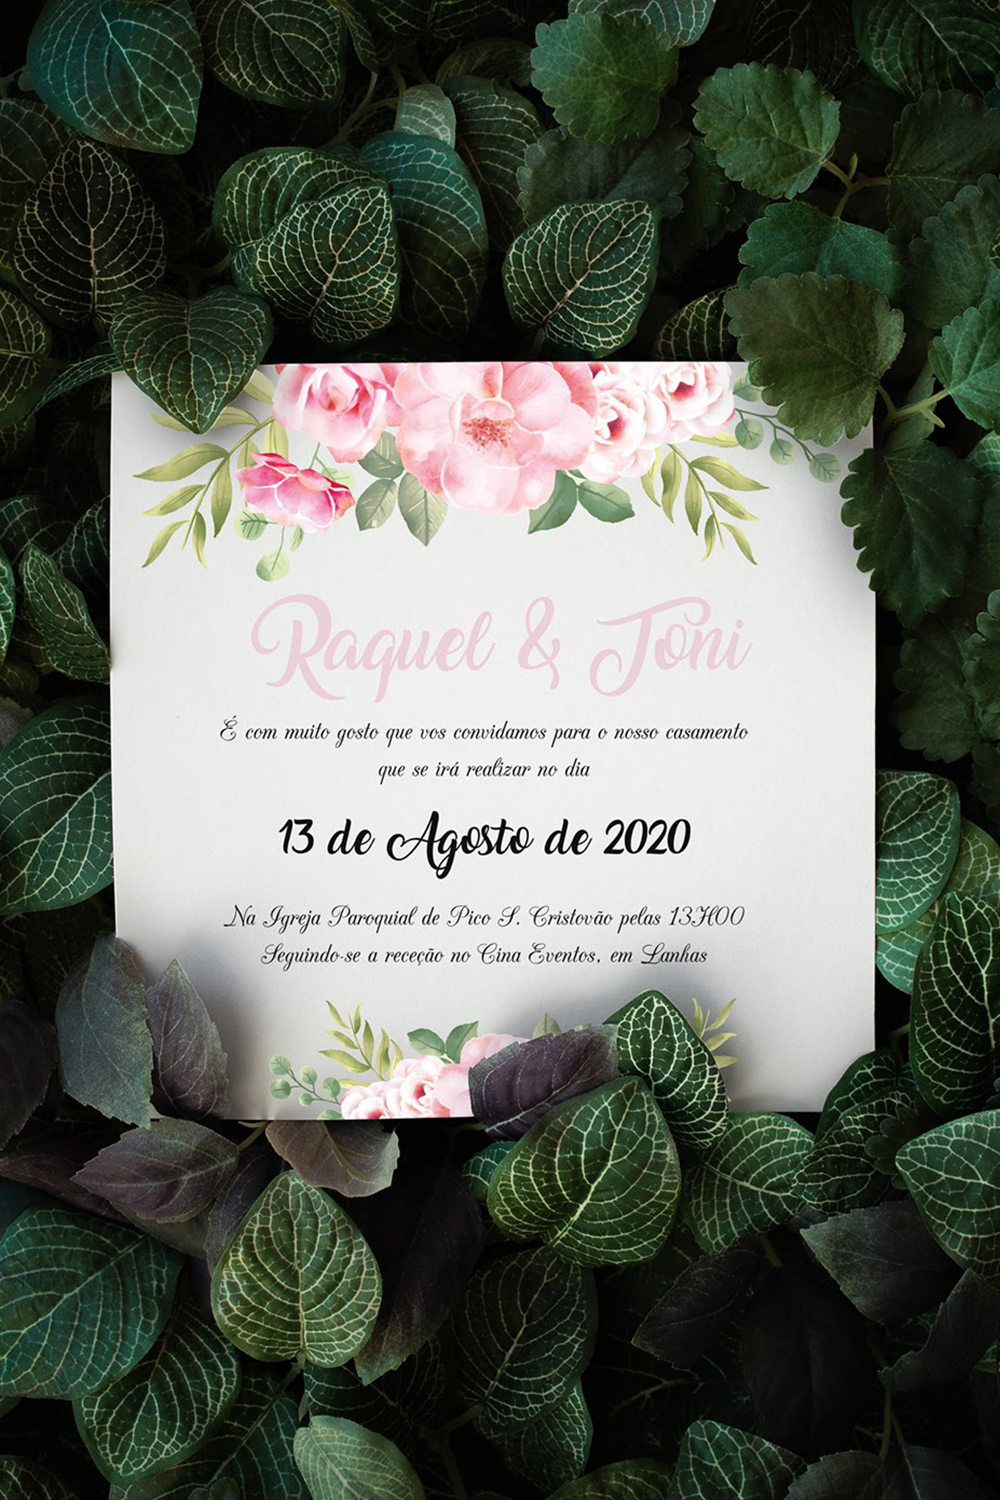 Raquel & Toni
É com muito gosto que vos convidamos para o nosso casamento
que se irá realizar no dia
13 de Agosto de 2020
Na Igreja Paroquial de Pico S. Cristovão pelas 13H00
Seguindo-se a receção no Cina Eventos, em Lanhas